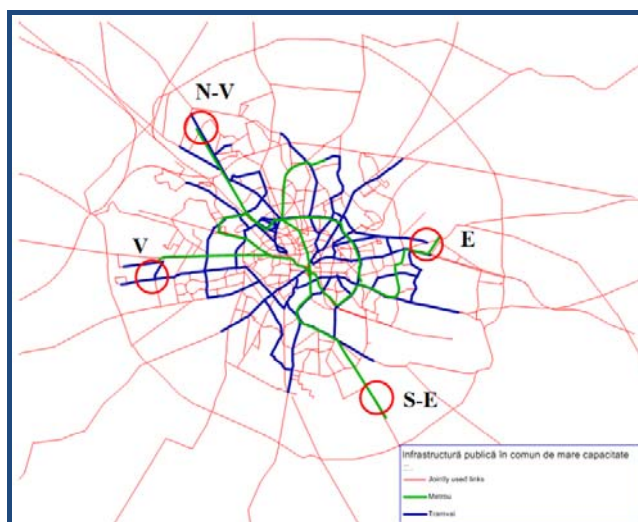 N-V
V
E
S-E
Infrastructură publică în comun de mare capacitate
Jointly used links
Metrou
Tramvai